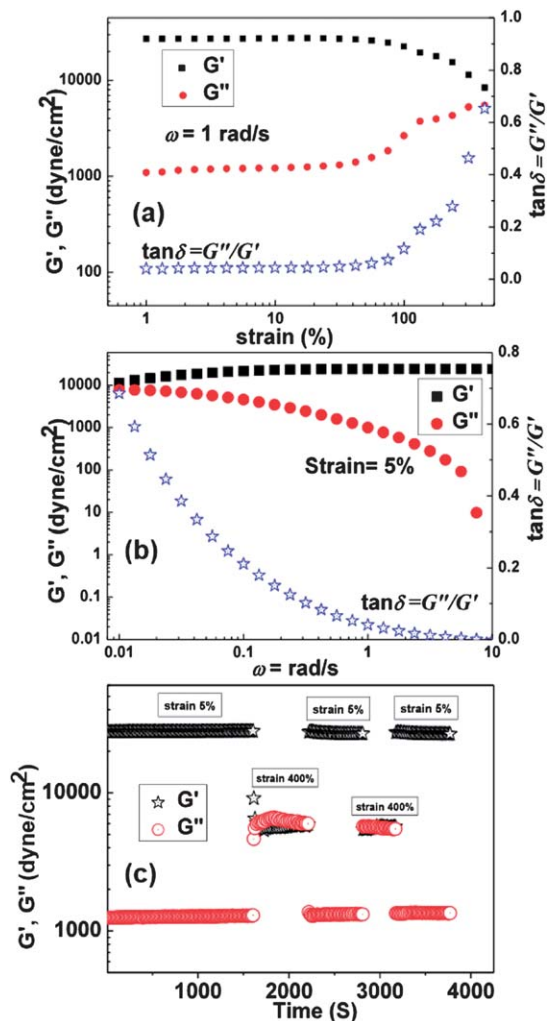 G', G" (dyne/cm²)
10000
1000
100
G'
G"
ω = 1 rad/s
(a)
tanδ=G"/G'
1
10
100
strain (%)
1.0
0.8
0.6
0.4
0.2
0.0
tanδ=G"/G'
G', G" (dyne/cm²)
10000
1000
100
10
1
0.1
0.01
G'
G"
Strain= 5%
(b)
tanδ=G"/G'
0.01
0.1
1
10
ω = rad/s
0.8
0.6
0.4
0.2
0.0
tanδ=G"/G'
G', G" (dyne/cm²)
10000
1000
strain 5%
strain 5%
strain 5%
G'
G"
strain 400%
strain 400%
(c)
1000
2000
3000
4000
Time (S)